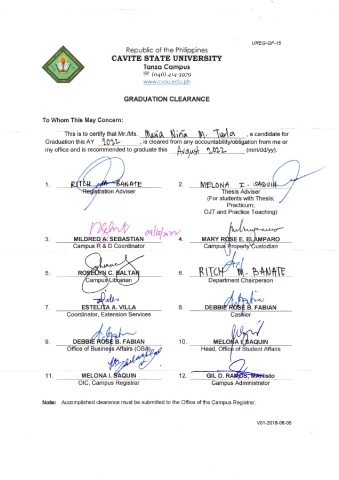 UREG-QF-15
Republic of the Philippines
CAVITE STATE UNIVERSITY
Tanza Campus
☏ (046) 414-3979
www.cvsu.edu.ph
GRADUATION CLEARANCE
To Whom This May Concern:
This is to certify that Mr./Ms. Maria Niña M. , a candidate for
Graduation this AY 2022, is cleared from any accountability/obligation from me or
my office and is recommended to graduate this August 2022 (mm/dd/yy).
1. RITCH M. BANATE
Registration Adviser
2. MELONA I. SAQUIN
Thesis Adviser
(For students with Thesis;
Practicum;
OJT and Practice Teaching)
3. MILDRED A. SEBASTIAN
Campus R & D Coordinator
4. MARY ROSE E. ELAMPARO
Campus Property Custodian
5. ROSELYN C. BALTAR
Campus Librarian
6. RITCH M. BANATE
Department Chairperson
7. ESTELITA A. VILLA
Coordinator, Extension Services
8. DEBBIE ROSE B. FABIAN
Cashier
9. DEBBIE ROSE B. FABIAN
Office of Business Affairs (OBA)
10. MELONA I. SAQUIN
Head, Office of Student Affairs
11. MELONA I. SAQUIN
OIC, Campus Registrar
12. GIL D. RAMOS, MAHisto
Campus Administrator
Note: Accomplished clearance must be submitted to the Office of the Campus Registrar.
V01-2018-06-05